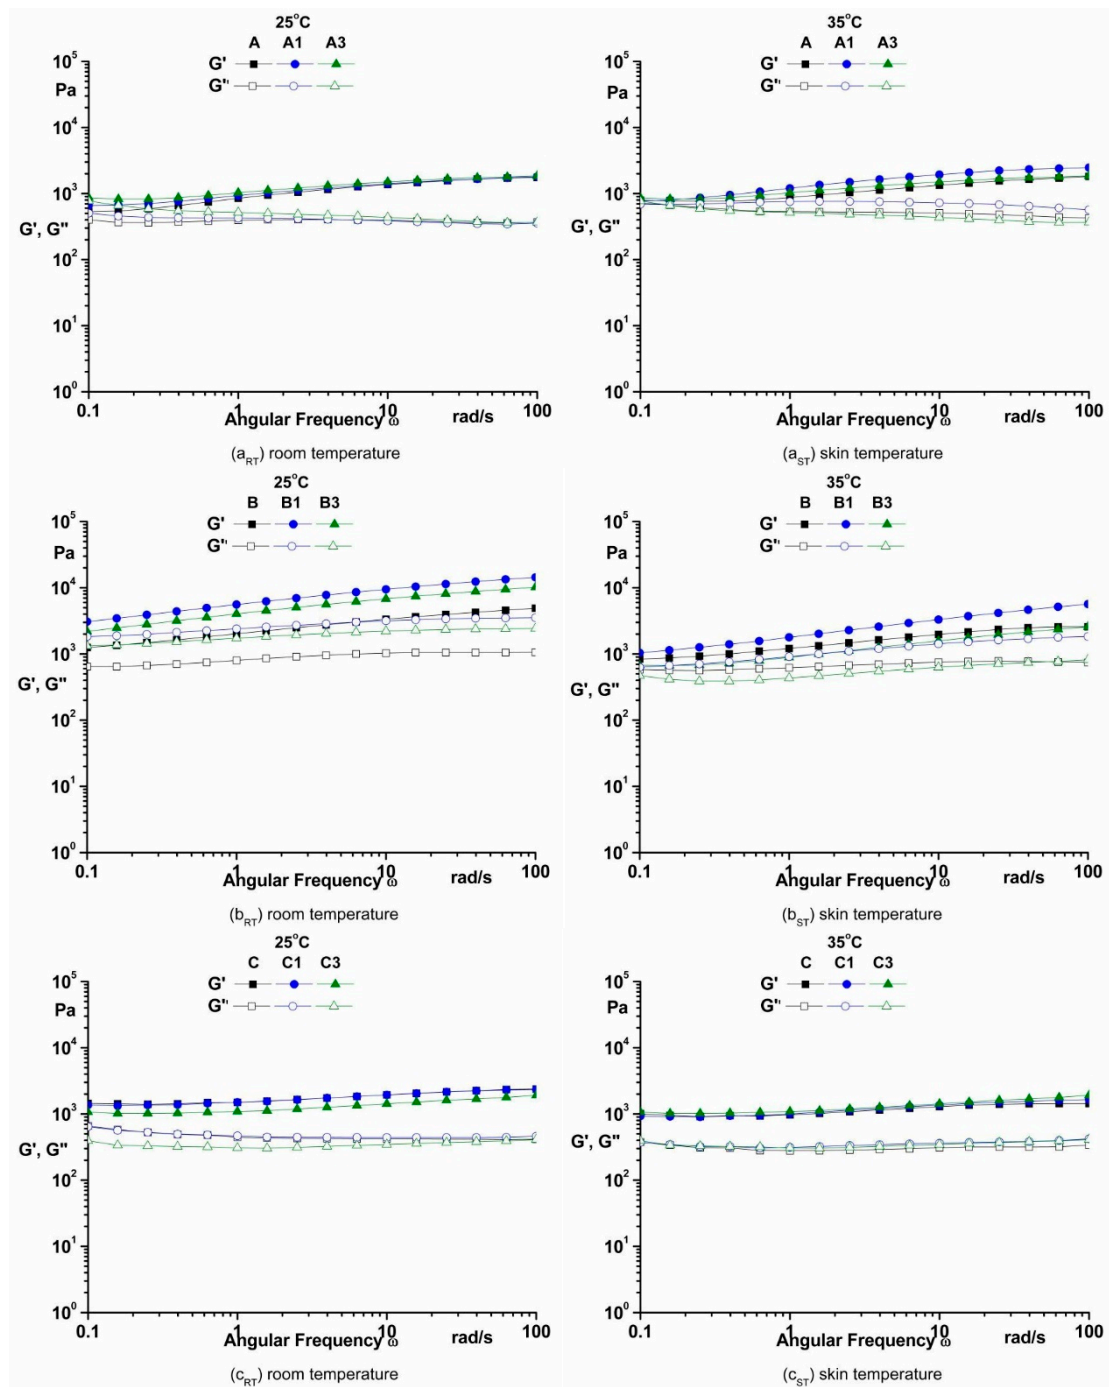 25°C
A A1 A3
G'
G"
10⁵
Pa
10⁴
10³
G', G"
10²
10¹
10⁰
0.1 1 10 100
Angular Frequency ω rad/s
(a_RT) room temperature
35°C
A A1 A3
G'
G"
10⁵
Pa
10⁴
10³
G', G"
10²
10¹
10⁰
0.1 1 10 100
Angular Frequency ω rad/s
(a_ST) skin temperature
25°C
B B1 B3
G'
G"
10⁵
Pa
10⁴
10³
G', G"
10²
10¹
10⁰
0.1 1 10 100
Angular Frequency ω rad/s
(b_RT) room temperature
35°C
B B1 B3
G'
G"
10⁵
Pa
10⁴
10³
G', G"
10²
10¹
10⁰
0.1 1 10 100
Angular Frequency ω rad/s
(b_ST) skin temperature
25°C
C C1 C3
G'
G"
10⁵
Pa
10⁴
10³
G', G"
10²
10¹
10⁰
0.1 1 10 100
Angular Frequency ω rad/s
(c_RT) room temperature
35°C
C C1 C3
G'
G"
10⁵
Pa
10⁴
10³
G', G"
10²
10¹
10⁰
0.1 1 10 100
Angular Frequency ω rad/s
(c_ST) skin temperature